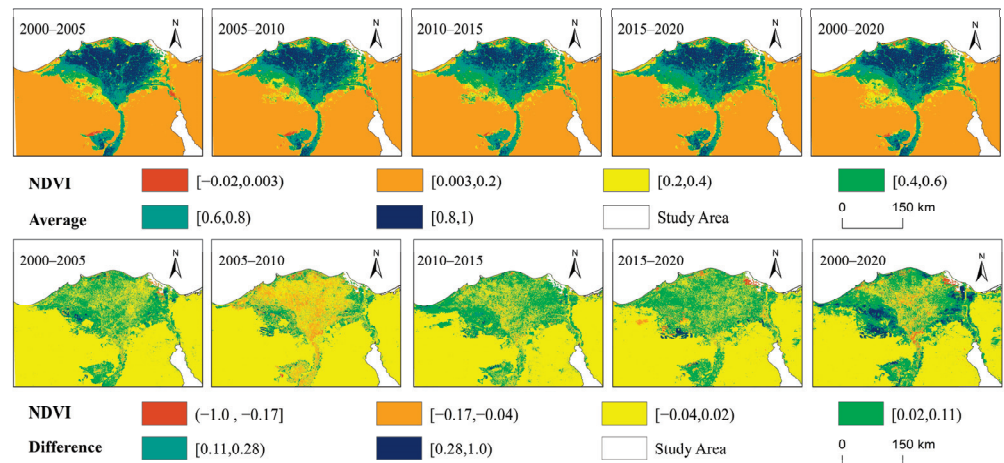 2000–2005 N 2005–2010 N 2010–2015 N 2015–2020 N 2000–2020 N
NDVI [−0.02,0.003) [0.003,0.2) [0.2,0.4) [0.4,0.6)
Average [0.6,0.8) [0.8,1) Study Area 0 150 km
2000–2005 N 2005–2010 N 2010–2015 N 2015–2020 N 2000–2020 N
NDVI (−1.0 , −0.17] [−0.17,−0.04) [−0.04,0.02) [0.02,0.11)
Difference [0.11,0.28) [0.28,1.0) Study Area 0 150 km